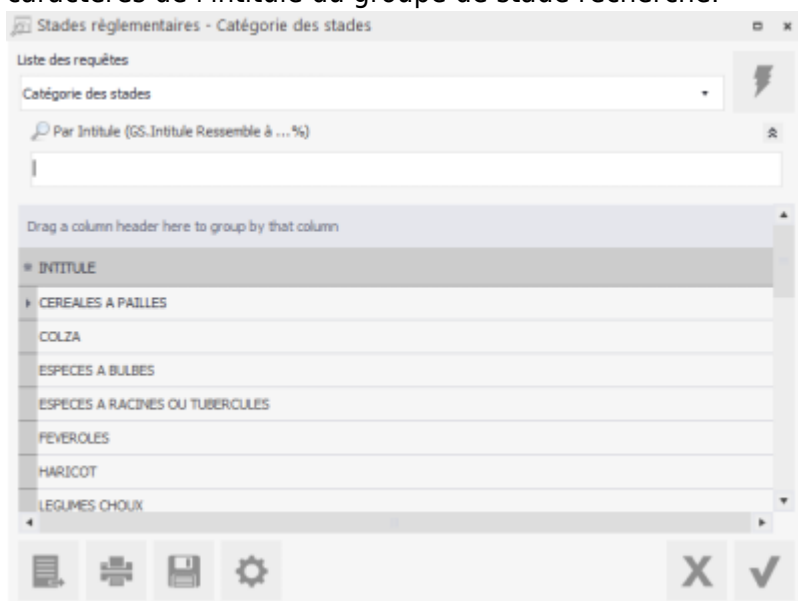 caractères de l'intitulé du groupe de stade recherché.
Stades règlementaires - Catégorie des stades
Liste des requêtes
Catégorie des stades
Par Intitule (GS.Intitule Ressemble à ...%)
Drag a column header here to group by that column
INTITULE
CEREALES A PAILLES
COLZA
ESPECES A BULBES
ESPECES A RACINES OU TUBERCULES
FEVEROLES
HARICOT
LEGUMES CHOUX